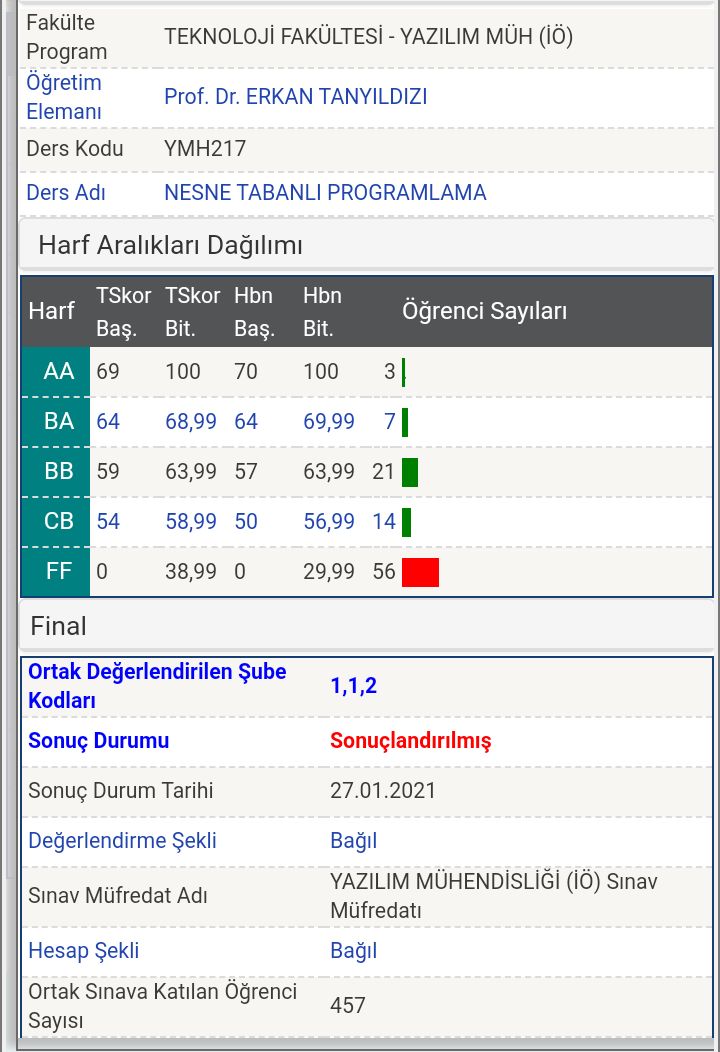 Fakülte
Program
TEKNOLOJİ FAKÜLTESİ - YAZILIM MÜH (İÖ)
Öğretim
Elemanı
Prof. Dr. ERKAN TANYILDIZI
Ders Kodu YMH217
Ders Adı NESNE TABANLI PROGRAMLAMA
Harf Aralıkları Dağılımı
Harf TSkor Baş. TSkor Bit. Hbn Baş. Hbn Bit. Öğrenci Sayıları
AA 69 100 70 100 3
BA 64 68,99 64 69,99 7
BB 59 63,99 57 63,99 21
CB 54 58,99 50 56,99 14
FF 0 38,99 0 29,99 56
Final
Ortak Değerlendirilen Şube
Kodları
1,1,2
Sonuç Durumu Sonuçlandırılmış
Sonuç Durum Tarihi 27.01.2021
Değerlendirme Şekli Bağıl
Sınav Müfredat Adı
YAZILIM MÜHENDİSLİĞİ (İÖ) Sınav
Müfredatı
Hesap Şekli Bağıl
Ortak Sınava Katılan Öğrenci
Sayısı
457